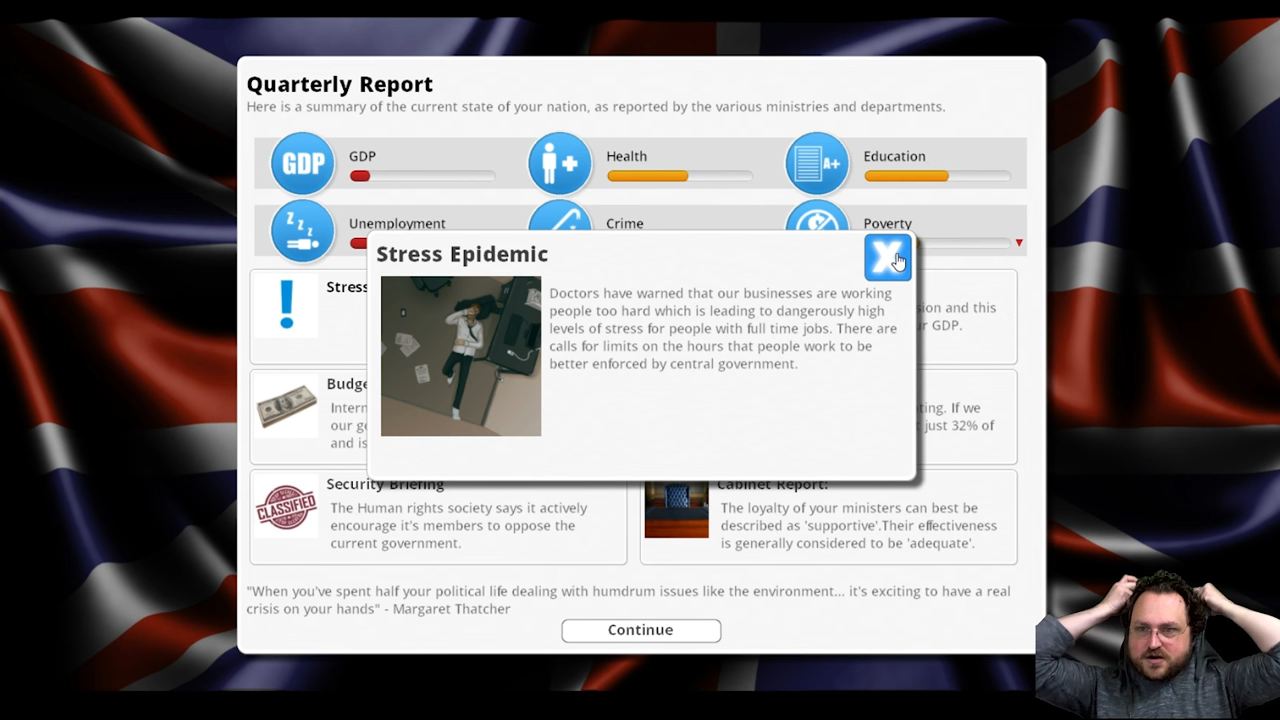 Quarterly Report
Here is a summary of the current state of your nation, as reported by the various ministries and departments.
GDP
GDP
Health
A+
Education
z z z
Unemployment
Crime
Poverty
Stress Epidemic
X
Doctors have warned that our businesses are working
people too hard which is leading to dangerously high
levels of stress for people with full time jobs. There are
calls for limits on the hours that people work to be
better enforced by central government.
Stress
and this
GDP.
Budge
Intern
our g
and is
ting. If we
just 32% of
CLASSIFIED
Security Briefing
The Human rights society says it actively
encourage it's members to oppose the
current government.
Cabinet Report:
The loyalty of your ministers can best be
described as 'supportive'.Their effectiveness
is generally considered to be 'adequate'.
"When you've spent half your political life dealing with humdrum issues like the environment... it's exciting to have a real
crisis on your hands" - Margaret Thatcher
Continue